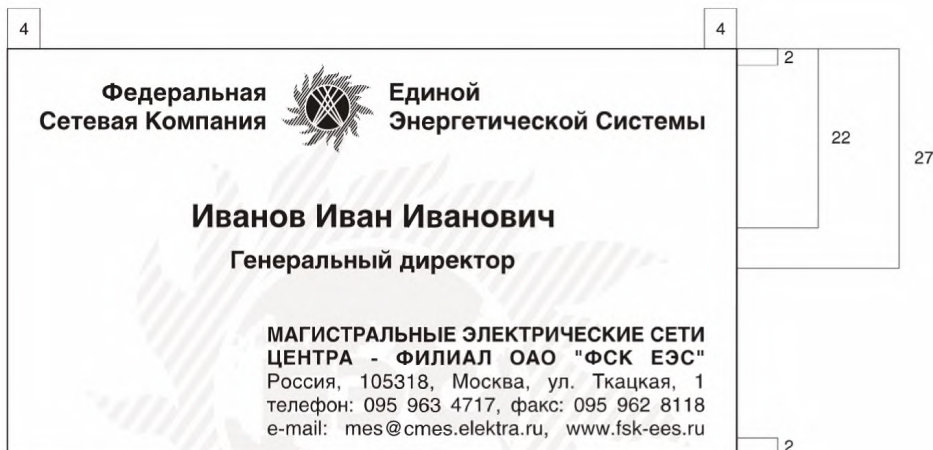 4
4
2
Федеральная
Сетевая Компания
Единой
Энергетической Системы
22
27
Иванов Иван Иванович
Генеральный директор
МАГИСТРАЛЬНЫЕ ЭЛЕКТРИЧЕСКИЕ СЕТИ
ЦЕНТРА - ФИЛИАЛ ОАО "ФСК ЕЭС"
Россия, 105318, Москва, ул. Ткацкая, 1
телефон: 095 963 4717, факс: 095 962 8118
e-mail: mes@cmes.elektra.ru, www.fsk-ees.ru
2